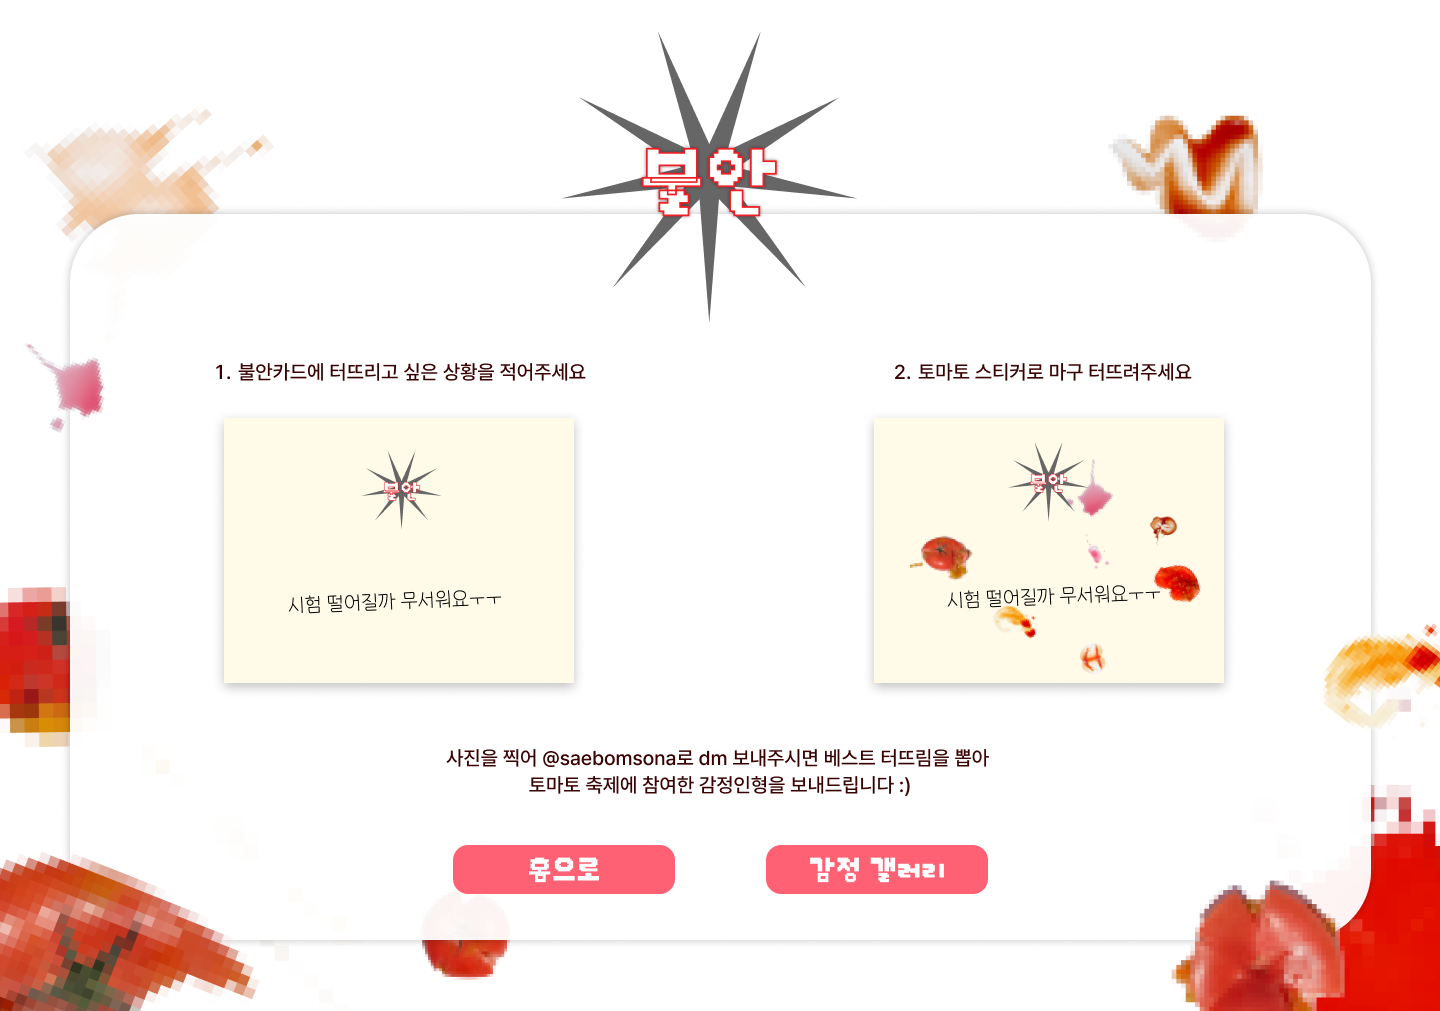 불안
1. 불안카드에 터뜨리고 싶은 상황을 적어주세요
2. 토마토 스티커로 마구 터뜨려주세요
불안
시험 떨어질까 무서워요ㅜㅜ
불안
시험 떨어질까 무서워요ㅜㅜ
사진을 찍어 @saebomsona로 dm 보내주시면 베스트 터뜨림을 뽑아
토마토 축제에 참여한 감정인형을 보내드립니다 :)
홈으로
감정 갤러리